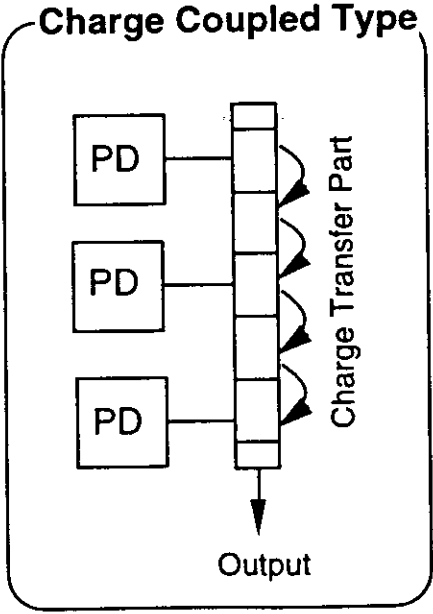 Charge Coupled Type
PD
PD
PD
Charge Transfer Part
Output